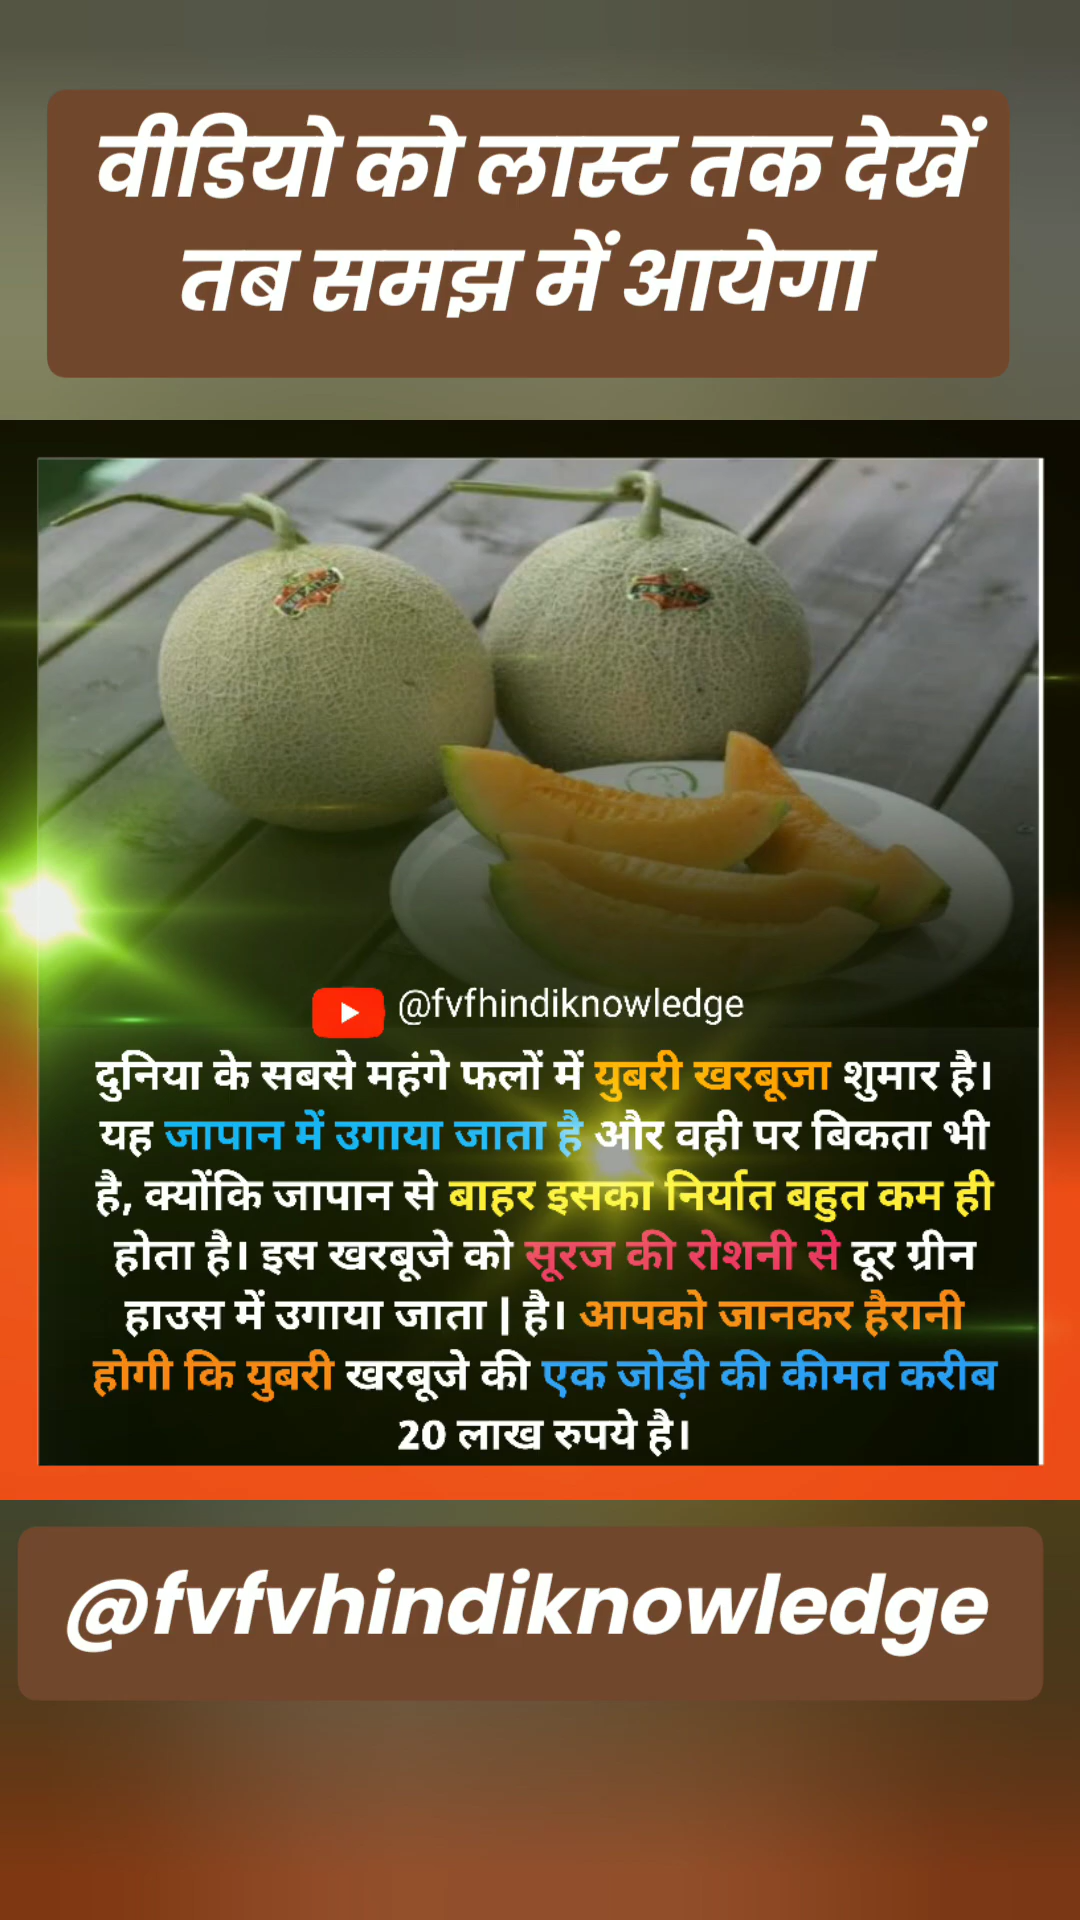 वीडियो को लास्ट तक देखें
तब समझ में आयेगा
@fvfhindiknowledge
दुनिया के सबसे महंगे फलों में युबरी खरबूजा शुमार है।
यह जापान में उगाया जाता है और वही पर बिकता भी
है, क्योंकि जापान से बाहर इसका निर्यात बहुत कम ही
होता है। इस खरबूजे को सूरज की रोशनी से दूर ग्रीन
हाउस में उगाया जाता | है। आपको जानकर हैरानी
होगी कि युबरी खरबूजे की एक जोड़ी की कीमत करीब
20 लाख रुपये है।
@fvfvhindiknowledge